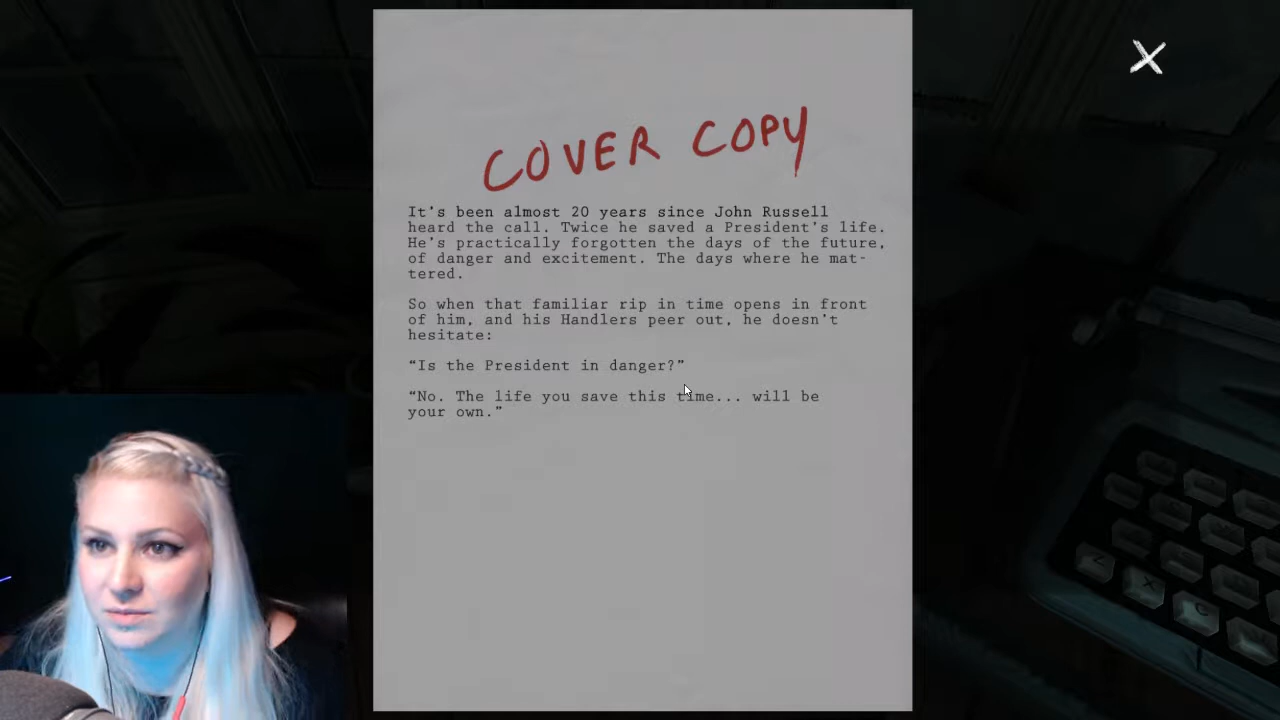 COVER COPY
It's been almost 20 years since John Russell
heard the call. Twice he saved a President's life.
He's practically forgotten the days of the future,
of danger and excitement. The days where he mat-
tered.
So when that familiar rip in time opens in front
of him, and his Handlers peer out, he doesn't
hesitate:
“Is the President in danger?”
“No. The life you save this time... will be
your own.”